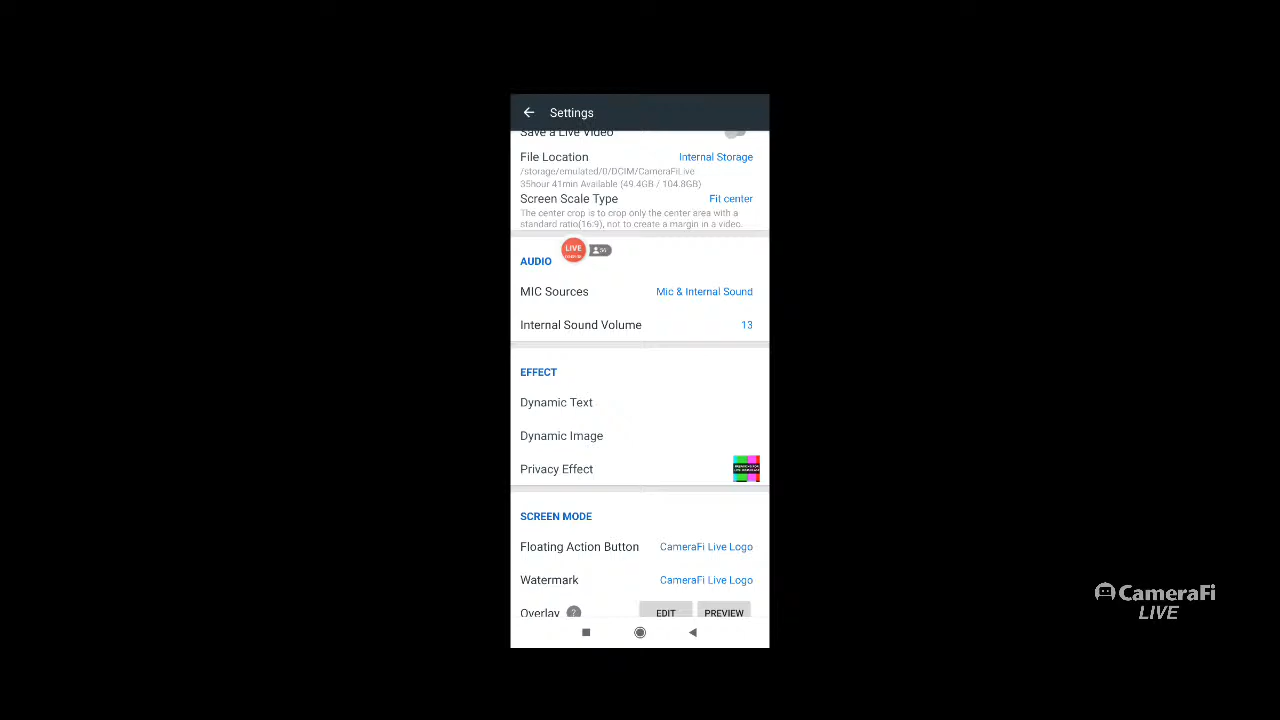 Settings
Save a Live Video
File Location Internal Storage
/storage/emulated/0/DCIM/CameraFiLive
35hour 41min Available (49.4GB / 104.8GB)
Screen Scale Type Fit center
The center crop is to crop only the center area with a
standard ratio(16:9), not to create a margin in a video.
LIVE
AUDIO
MIC Sources Mic & Internal Sound
Internal Sound Volume 13
EFFECT
Dynamic Text
Dynamic Image
Privacy Effect
SCREEN MODE
Floating Action Button CameraFi Live Logo
Watermark CameraFi Live Logo
Overlay ? EDIT PREVIEW
CameraFi
LIVE